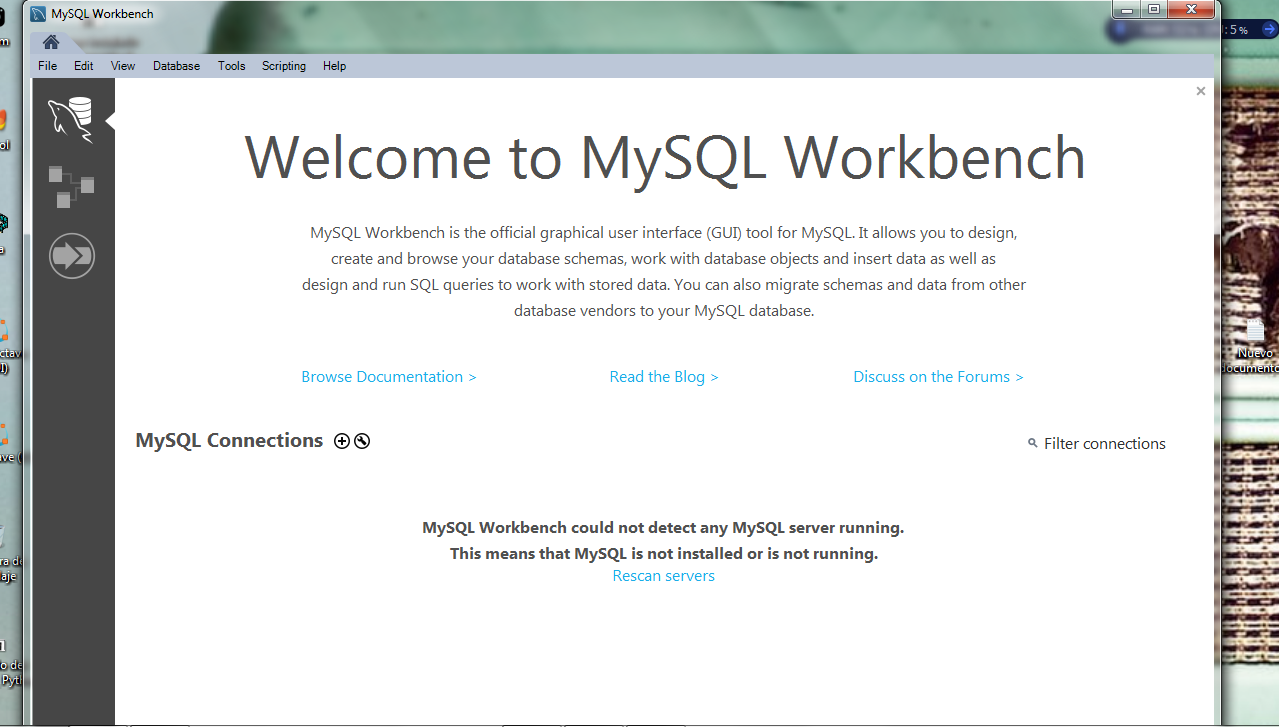 MySQL Workbench
File Edit View Database Tools Scripting Help
Welcome to MySQL Workbench
MySQL Workbench is the official graphical user interface (GUI) tool for MySQL. It allows you to design,
create and browse your database schemas, work with database objects and insert data as well as
design and run SQL queries to work with stored data. You can also migrate schemas and data from other
database vendors to your MySQL database.
Browse Documentation > Read the Blog > Discuss on the Forums >
MySQL Connections Filter connections
MySQL Workbench could not detect any MySQL server running.
This means that MySQL is not installed or is not running.
Rescan servers
5%
Nuevo
documento